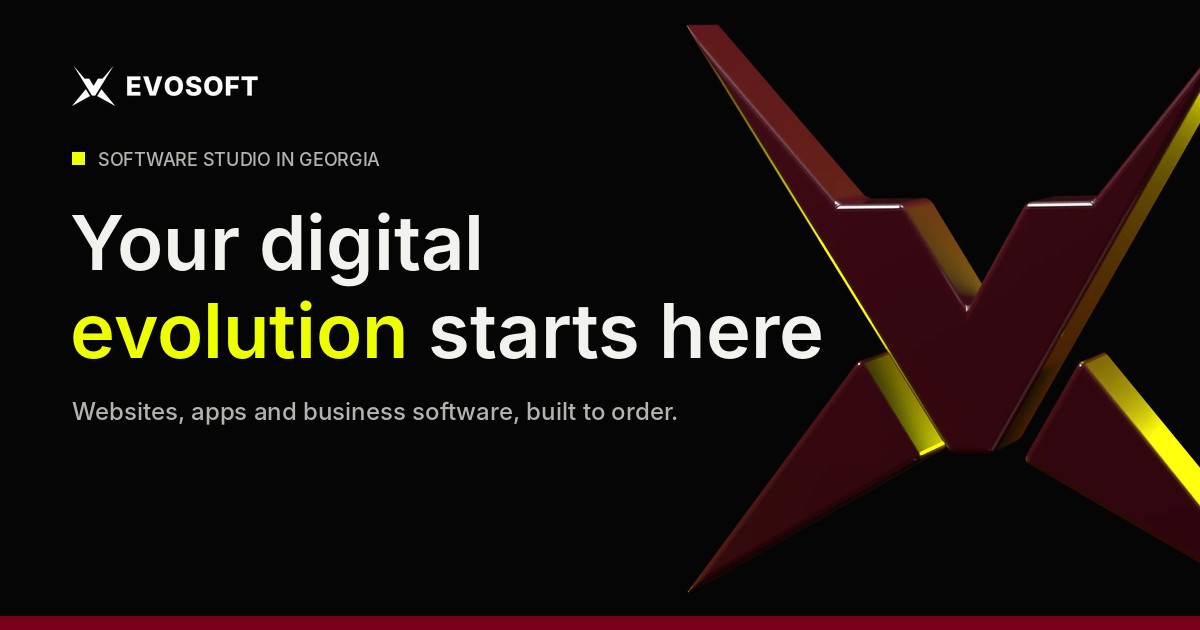 EVOSOFT
SOFTWARE STUDIO IN GEORGIA
Your digital
evolution starts here
Websites, apps and business software, built to order.